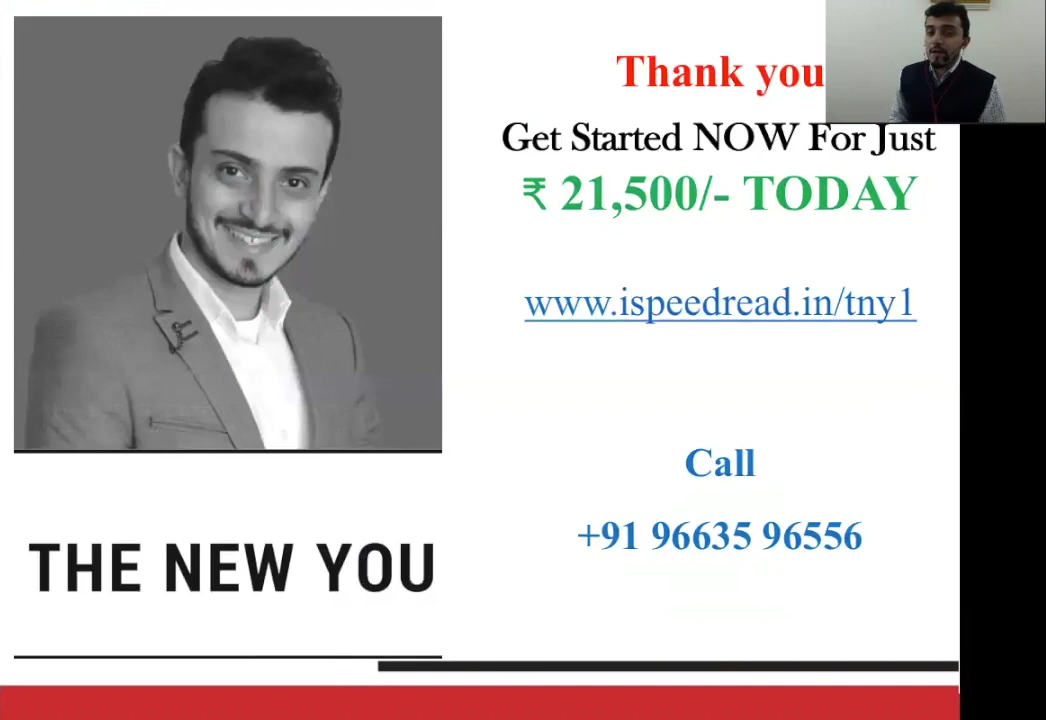 Thank you
Get Started NOW For Just
₹ 21,500/- TODAY
www.ispeedread.in/tny1
Call
+91 96635 96556
THE NEW YOU